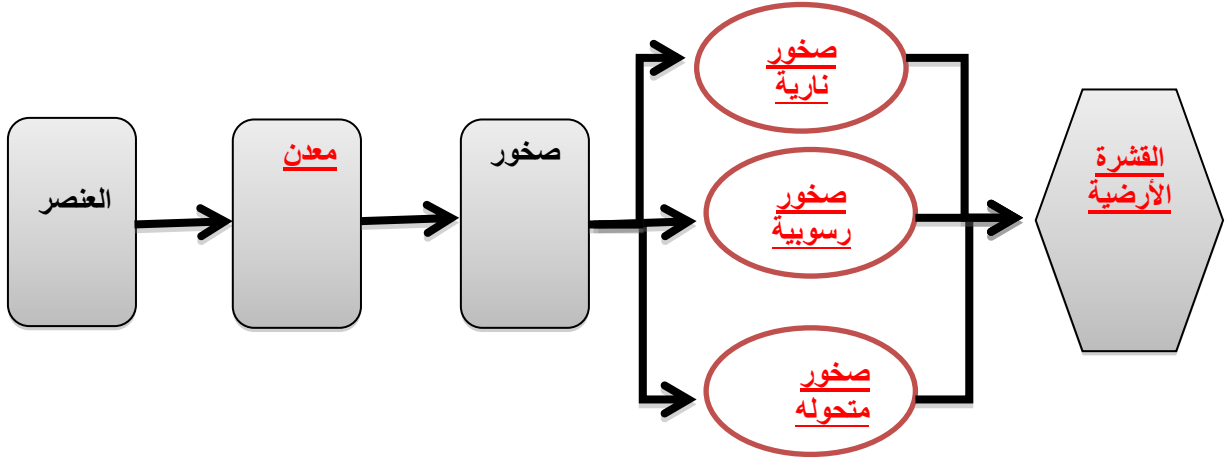 العنصر
معدن
صخور
صخور
نارية
صخور
رسوبية
صخور
متحوله
القشرة
الأرضية